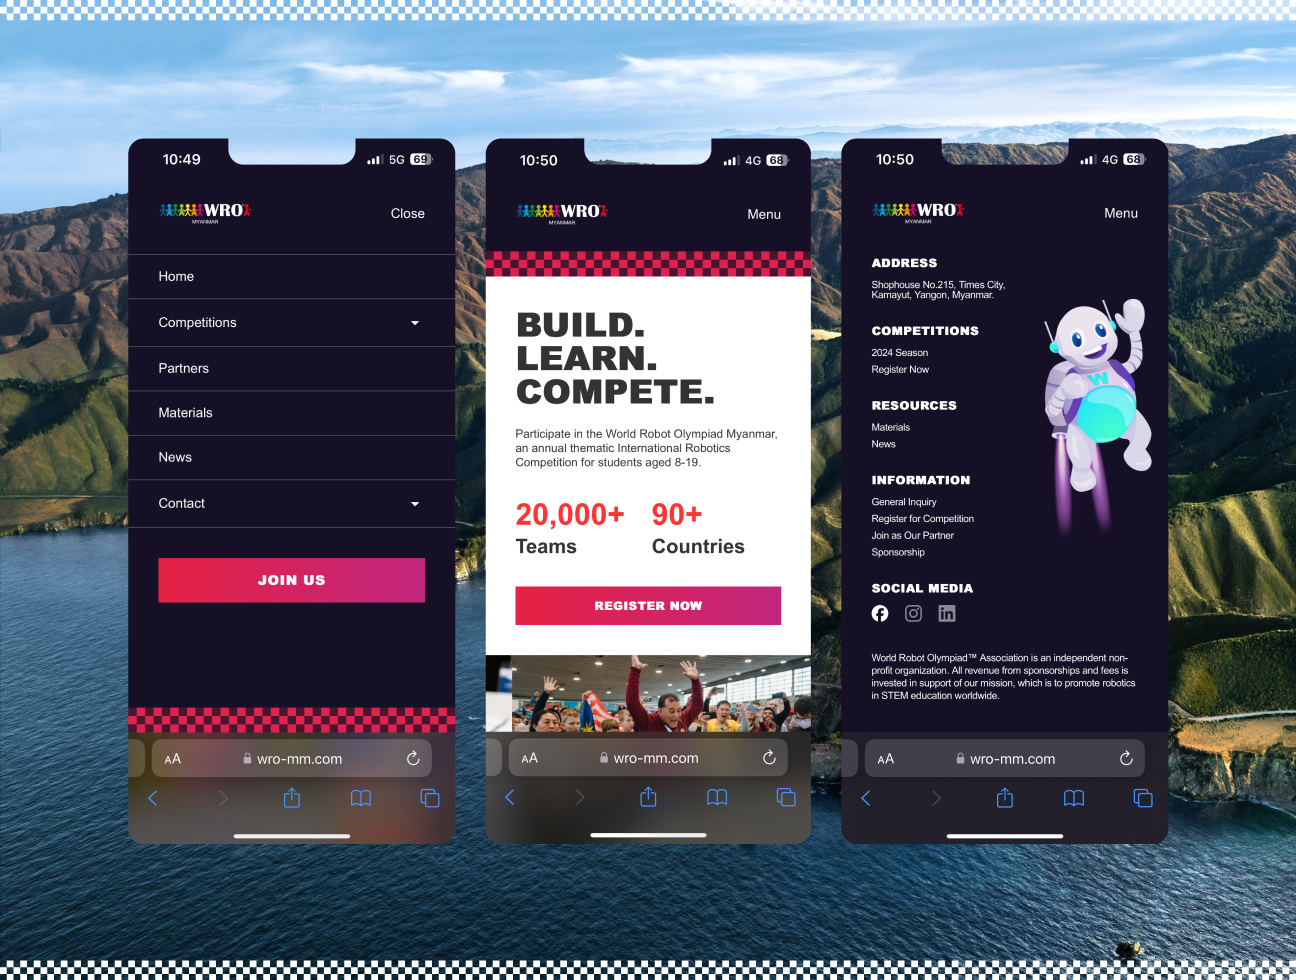 10:49
5G 69
WRO
MYANMAR
Close
Home
Competitions
Partners
Materials
News
Contact
JOIN US
AA wro-mm.com
10:50
4G 68
WRO
MYANMAR
Menu
BUILD.
LEARN.
COMPETE.
Participate in the World Robot Olympiad Myanmar,
an annual thematic International Robotics
Competition for students aged 8-19.
20,000+ 90+
Teams Countries
REGISTER NOW
AA wro-mm.com
10:50
4G 68
WRO
MYANMAR
Menu
ADDRESS
Shophouse No.215, Times City,
Kamayut, Yangon, Myanmar.
COMPETITIONS
2024 Season
Register Now
RESOURCES
Materials
News
INFORMATION
General Inquiry
Register for Competition
Join as Our Partner
Sponsorship
SOCIAL MEDIA
World Robot Olympiad™ Association is an independent non-
profit organization. All revenue from sponsorships and fees is
invested in support of our mission, which is to promote robotics
in STEM education worldwide.
W
AA wro-mm.com